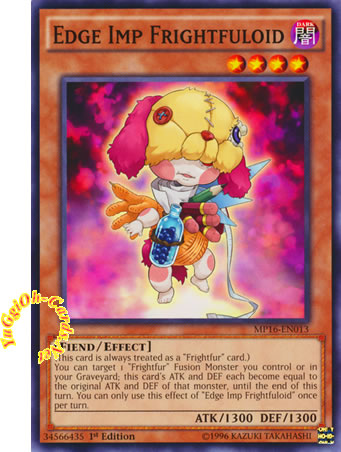 EDGE IMP FRIGHTFULOID
DARK
闇
MP16-EN013
[FIEND/EFFECT]
(This card is always treated as a "Frightfur" card.)
You can target 1 "Frightfur" Fusion Monster you control or in
your Graveyard; this card's ATK and DEF each become equal to
the original ATK and DEF of that monster, until the end of this
turn. You can only use this effect of "Edge Imp Frightfuloid" once
per turn.
ATK/1300 DEF/1300
34566435 1st Edition
©1996 KAZUKI TAKAHASHI
YuGgiOh-Cards.net